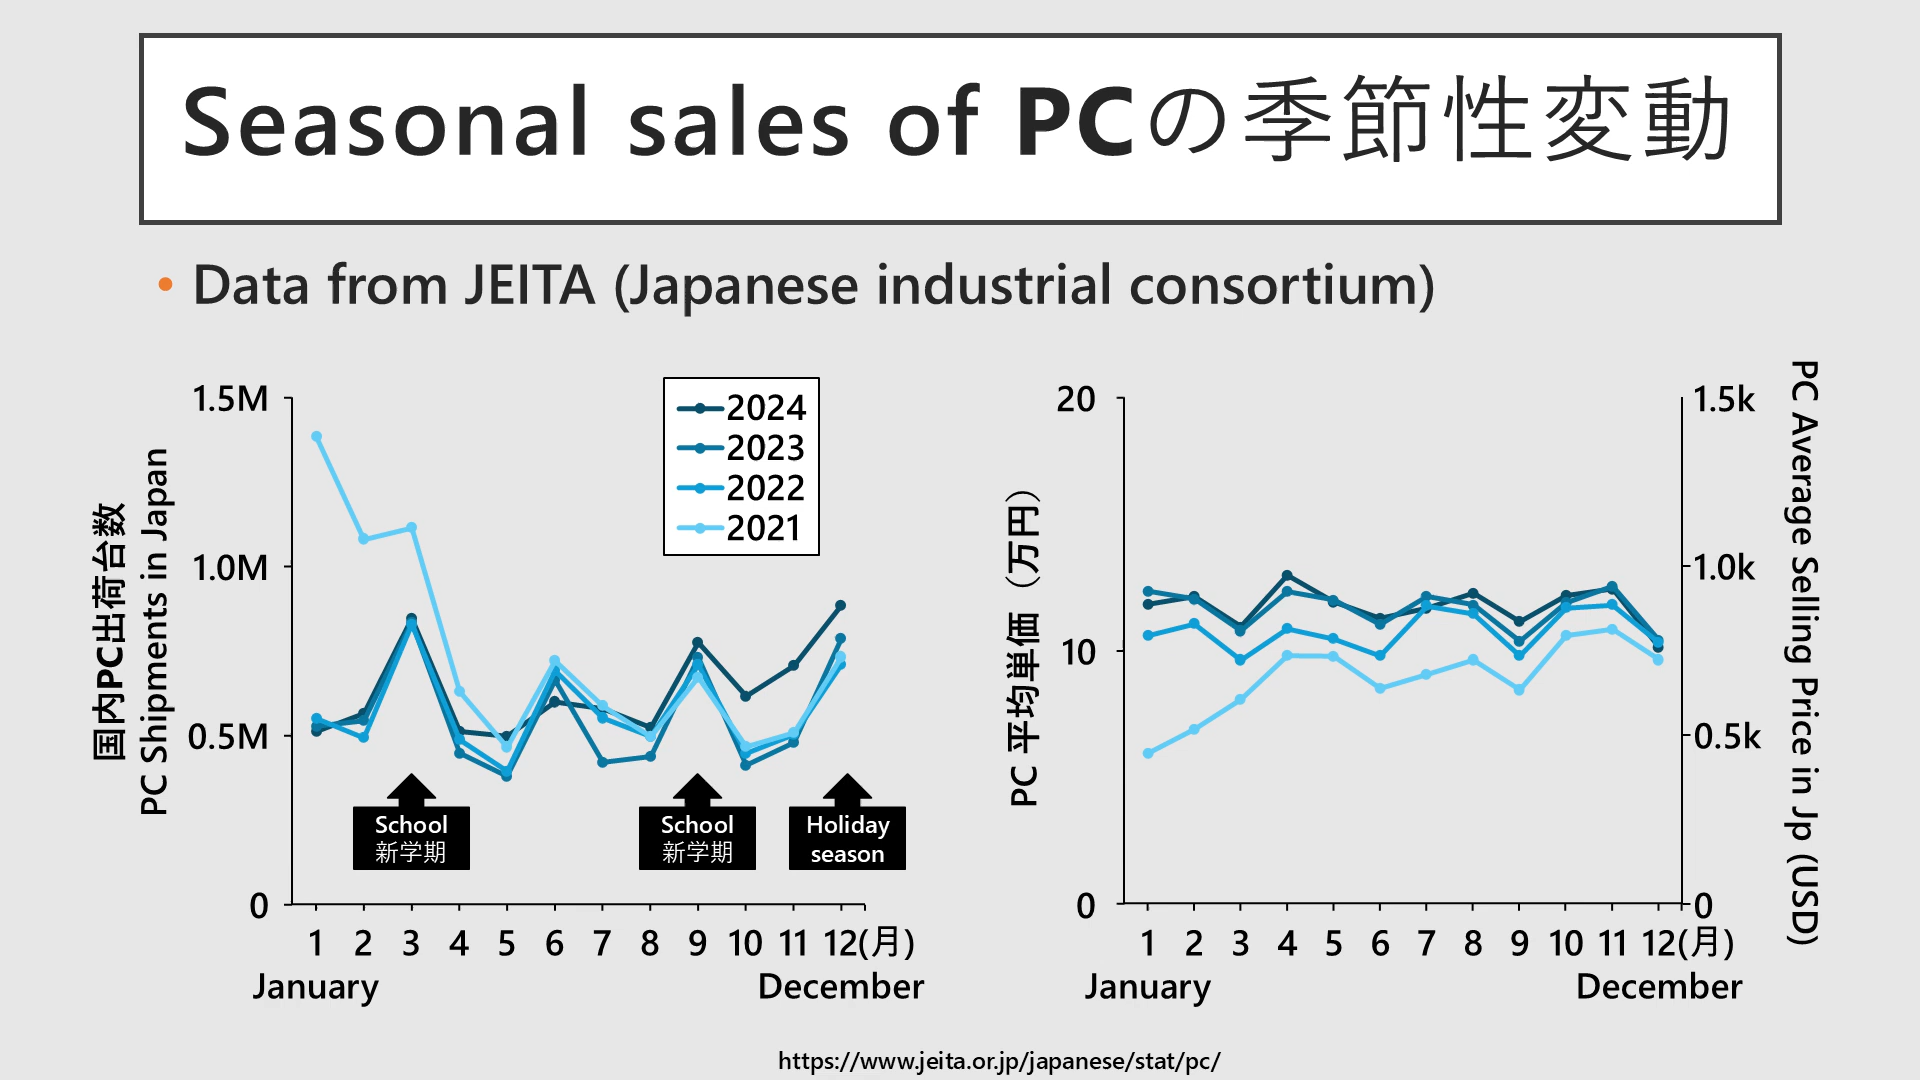 Seasonal sales of PCの季節性変動
• Data from JEITA (Japanese industrial consortium)
国内PC出荷台数
PC Shipments in Japan
1.5M
1.0M
0.5M
0
2024
2023
2022
2021
School
新学期
School
新学期
Holiday
season
1 2 3 4 5 6 7 8 9 10 11 12(月)
January December
PC 平均単価（万円）
20
10
0
1.5k
1.0k
0.5k
0
PC Average Selling Price in Jp (USD)
1 2 3 4 5 6 7 8 9 10 11 12(月)
January December
https://www.jeita.or.jp/japanese/stat/pc/